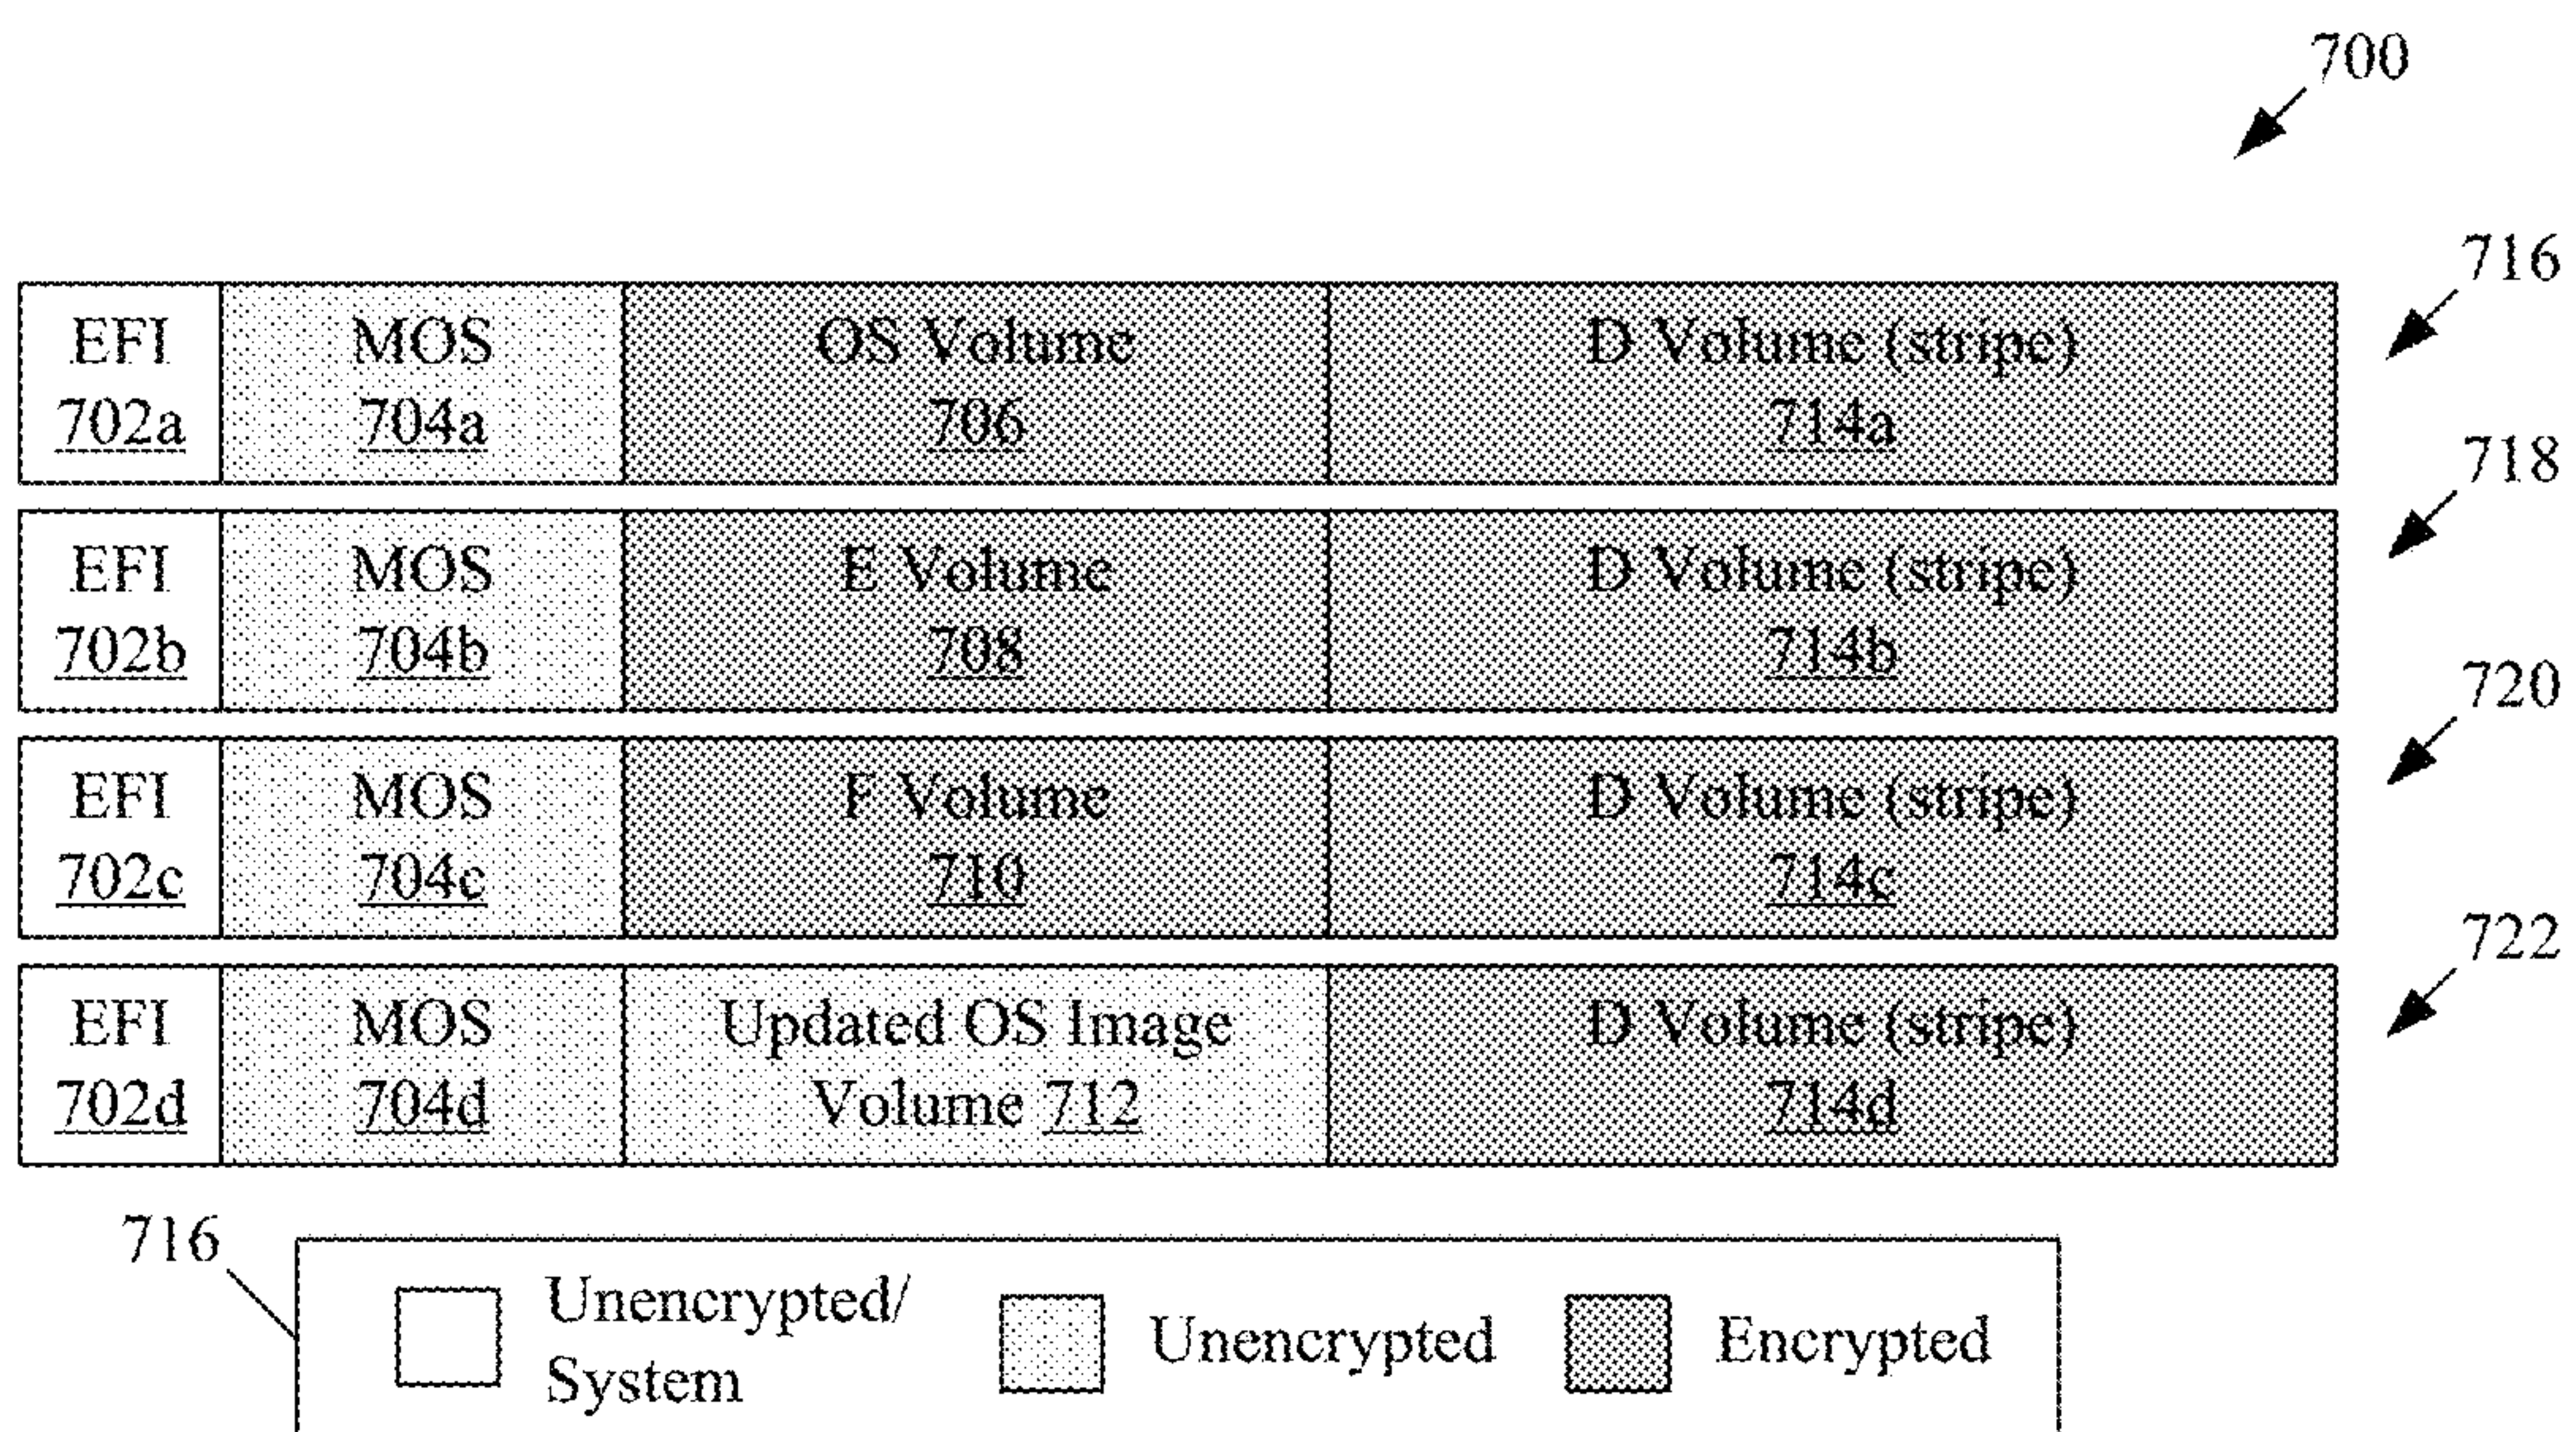 700
716
EFI
702a
MOS
704a
OS Volume
706
D Volume (stripe)
714a
718
EFI
702b
MOS
704b
E Volume
708
D Volume (stripe)
714b
720
EFI
702c
MOS
704c
F Volume
710
D Volume (stripe)
714c
722
EFI
702d
MOS
704d
Updated OS Image
Volume 712
D Volume (stripe)
714d
716
Unencrypted/
System
Unencrypted
Encrypted